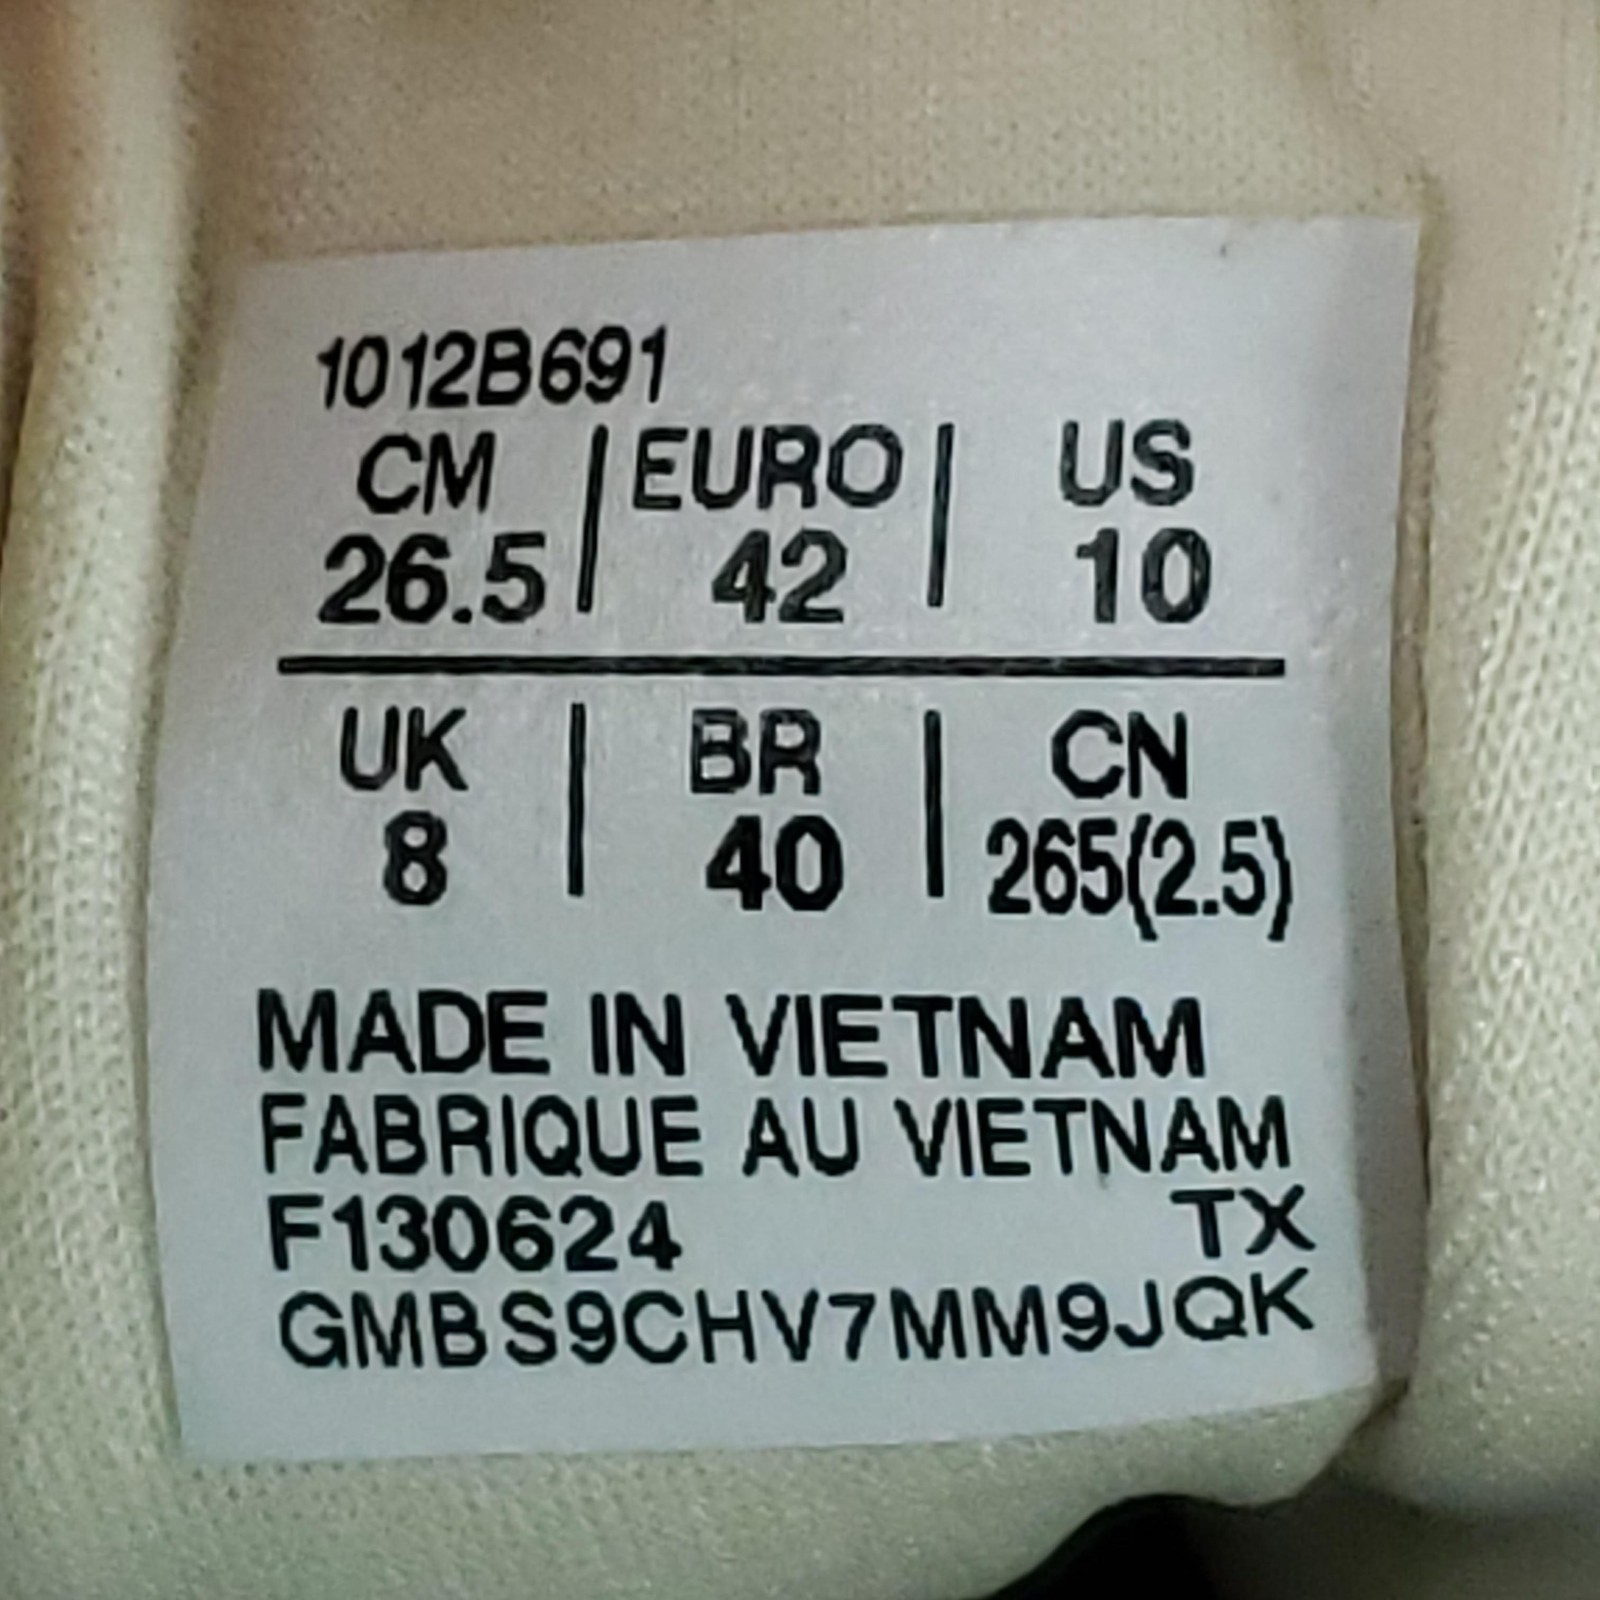 1012B691
CM | EURO | US
26.5 | 42 | 10
UK | BR | CN
8 | 40 | 265(2.5)
MADE IN VIETNAM
FABRIQUE AU VIETNAM
F130624 TX
GMBS9CHV7MM9JQK